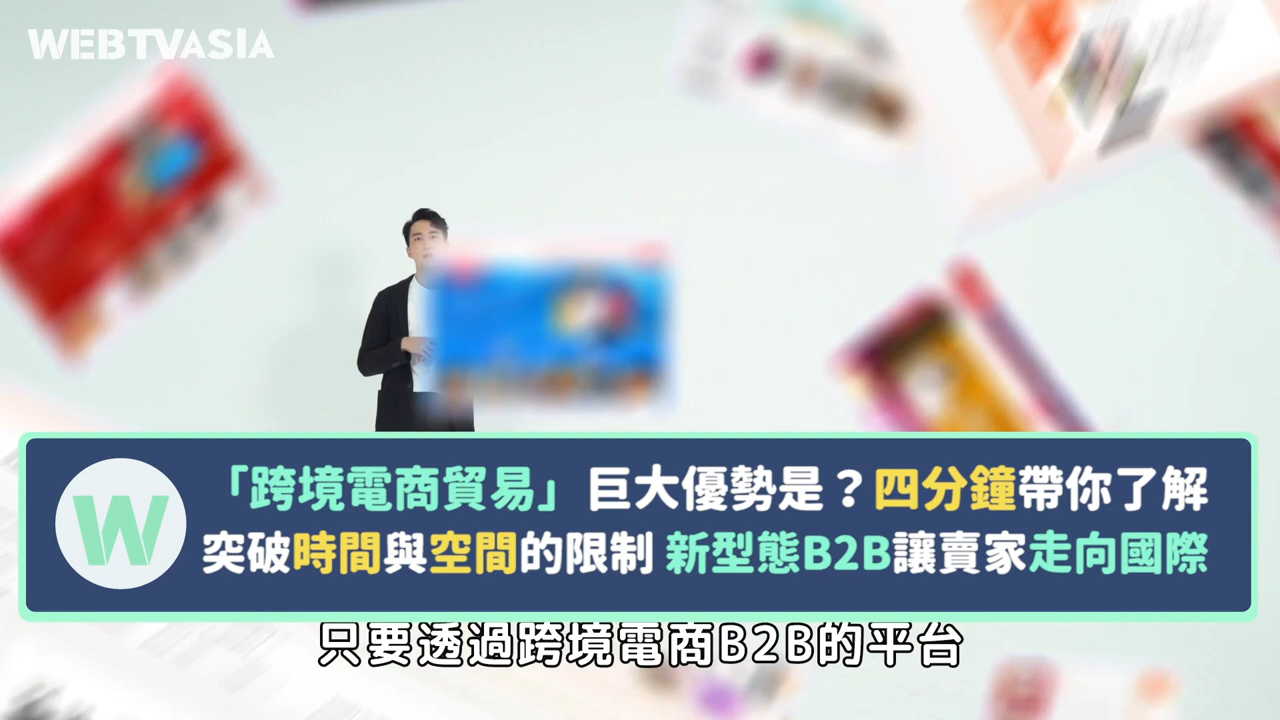 WEBTVASIA
「跨境電商貿易」巨大優勢是？四分鐘帶你了解
W
突破時間與空間的限制 新型態B2B讓賣家走向國際
只要透過跨境電商B2B的平台